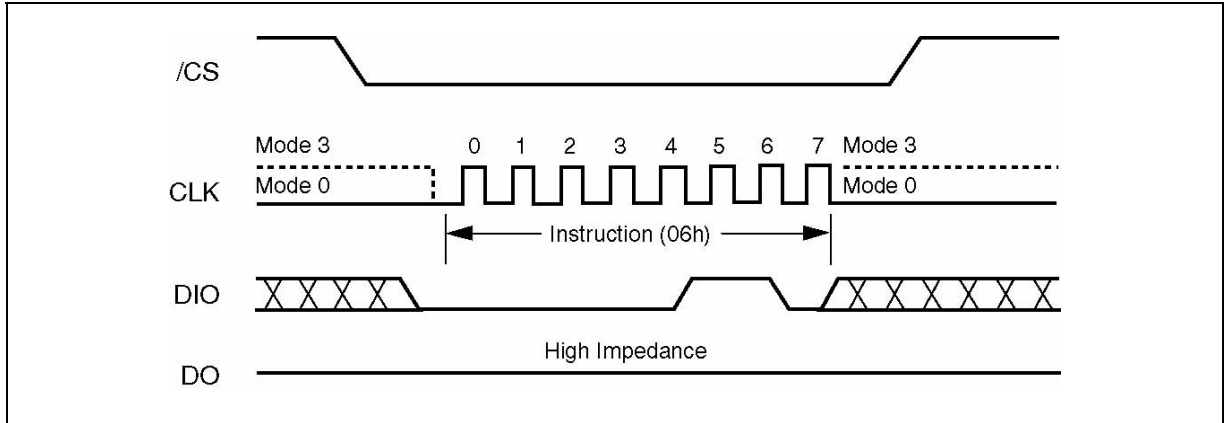 /CS
Mode 3 0 1 2 3 4 5 6 7 Mode 3
CLK Mode 0 Mode 0
Instruction (06h)
DIO
High Impedance
DO